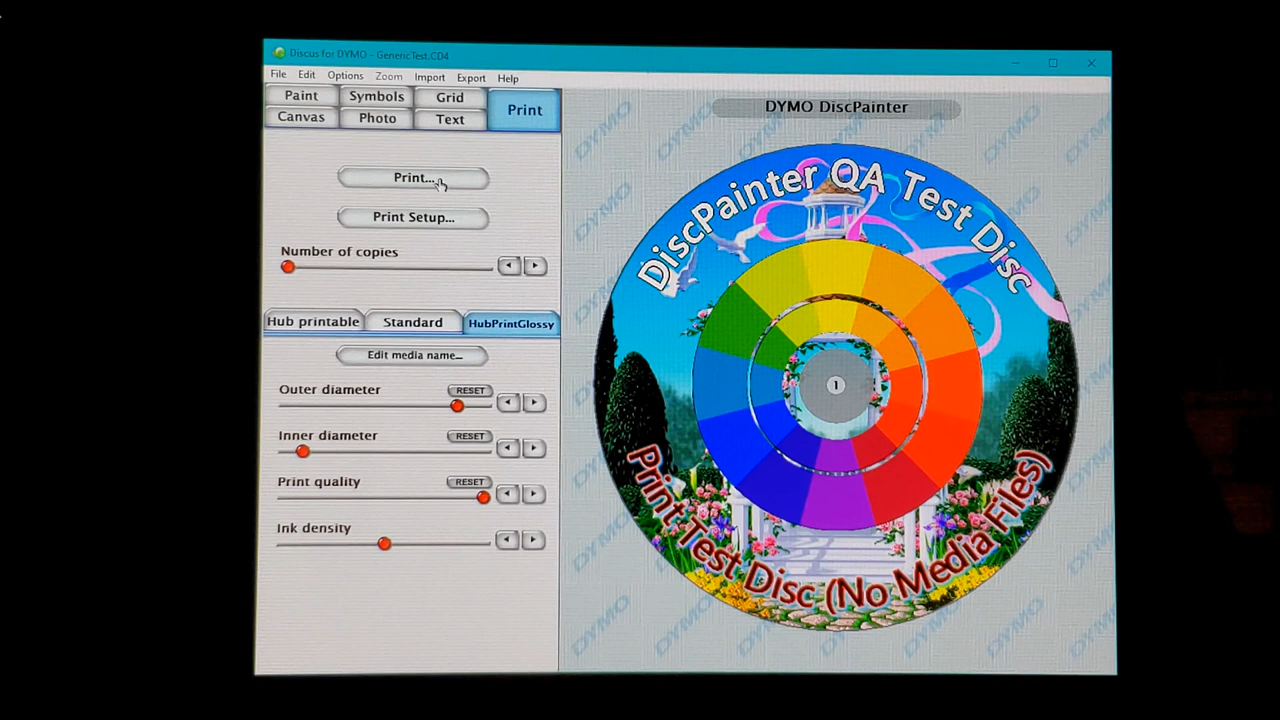 Discus for DYMO - GenericTest.CD4
File Edit Options Zoom Import Export Help
Paint Symbols Grid Print
Canvas Photo Text
Print...
Print Setup...
Number of copies
Hub printable Standard HubPrintGlossy
Edit media name...
Outer diameter RESET
Inner diameter RESET
Print quality RESET
Ink density
DYMO DiscPainter
DiscPainter QA Test Disc
1
Print Test Disc (No Media Files)
DYMO